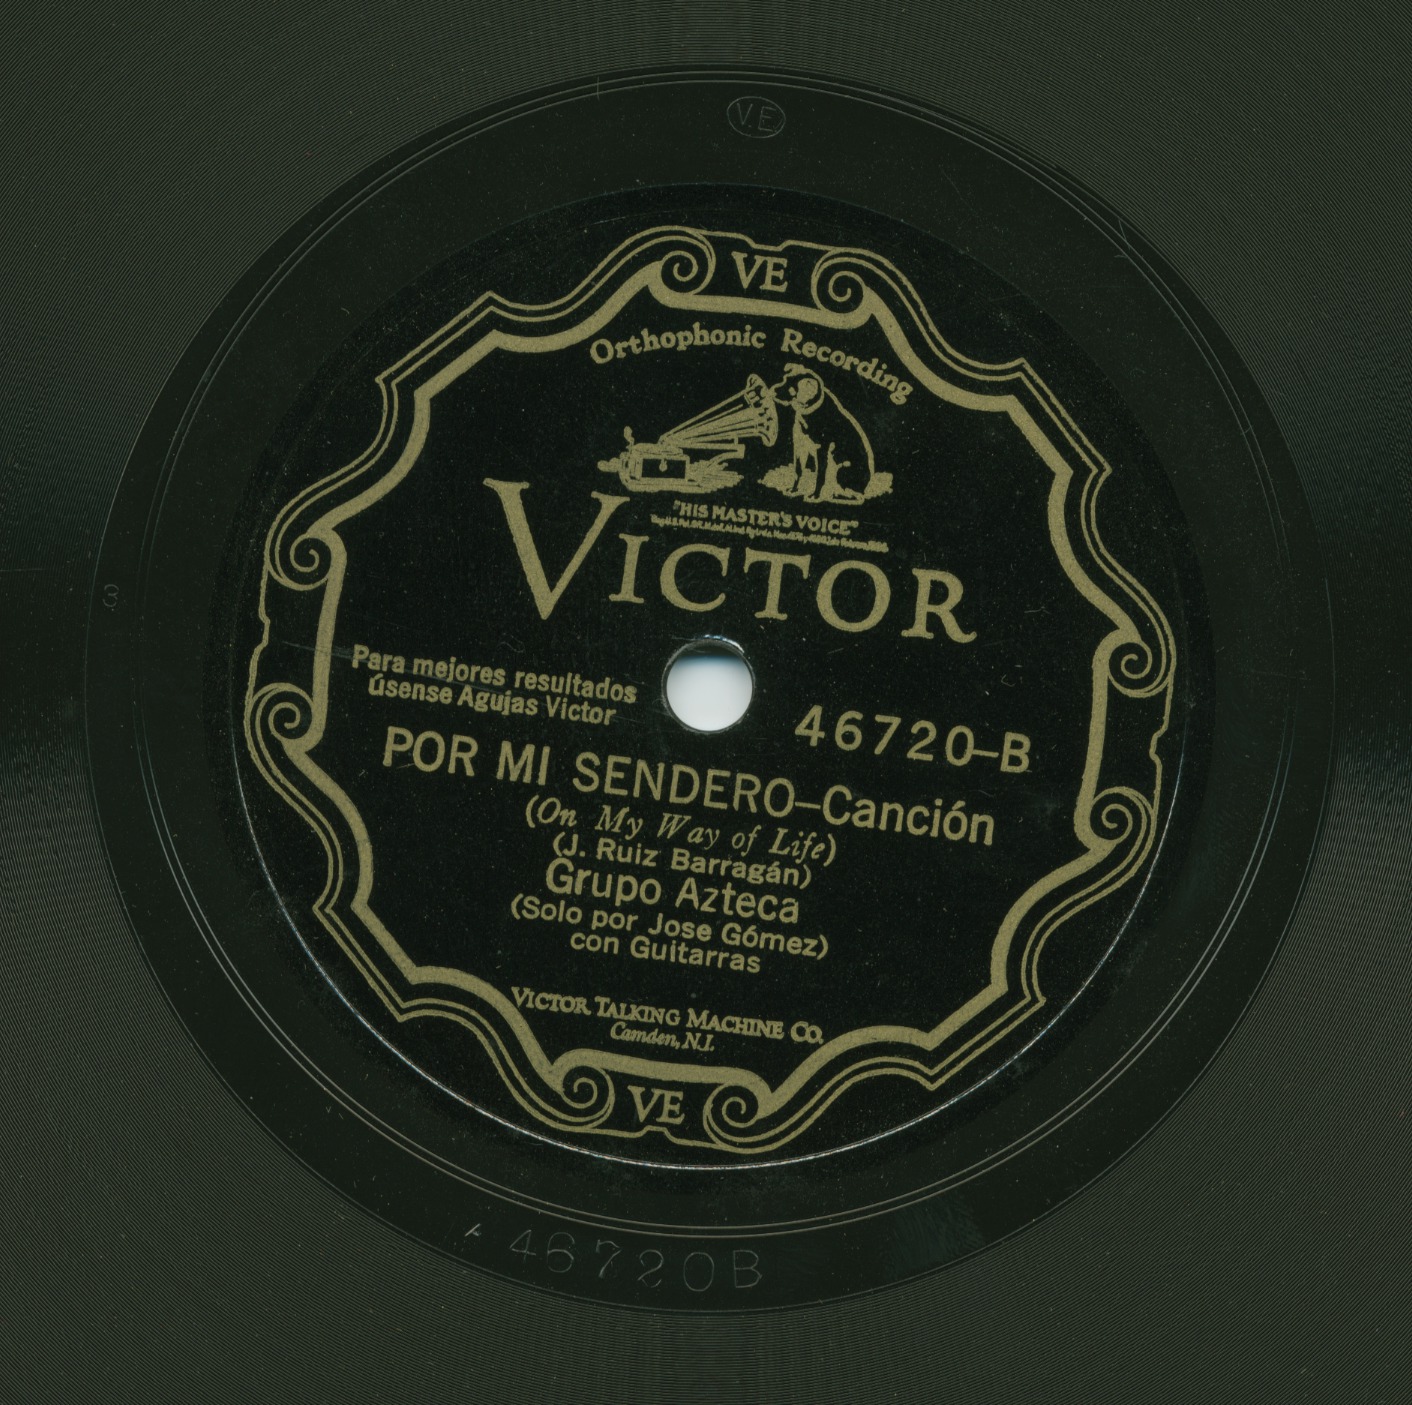 V.E
VE
Orthophonic Recording
"HIS MASTER'S VOICE"
VICTOR
Para mejores resultados
úsense Agujas Victor
46720-B
POR MI SENDERO-Canción
(On My Way of Life)
(J. Ruiz Barragán)
Grupo Azteca
(Solo por Jose Gómez)
con Guitarras
VICTOR TALKING MACHINE CO.
Camden, N.J.
VE
A 46720B
3